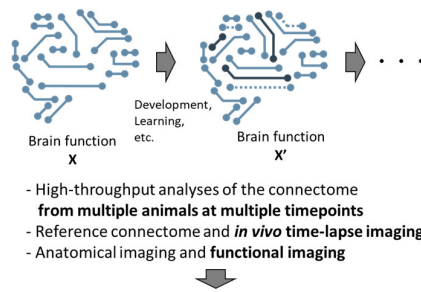 Development,
Learning,
etc.
Brain function
X
Brain function
X'
- High-throughput analyses of the connectome
from multiple animals at multiple timepoints
- Reference connectome and in vivo time-lapse imaging
- Anatomical imaging and functional imaging